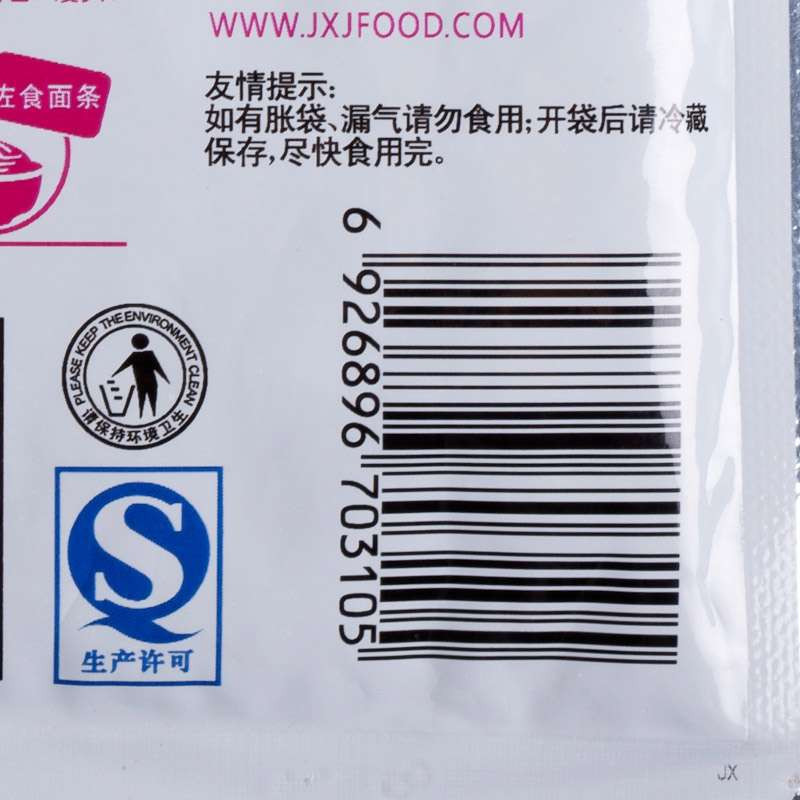 WWW.JXJFOOD.COM
佐食面条
友情提示:
如有胀袋、漏气请勿食用;开袋后请冷藏
保存,尽快食用完。
PLEASE KEEP THE ENVIRONMENT CLEAN
请保持环境卫生
6 926896 703105
QS
生产许可
JX